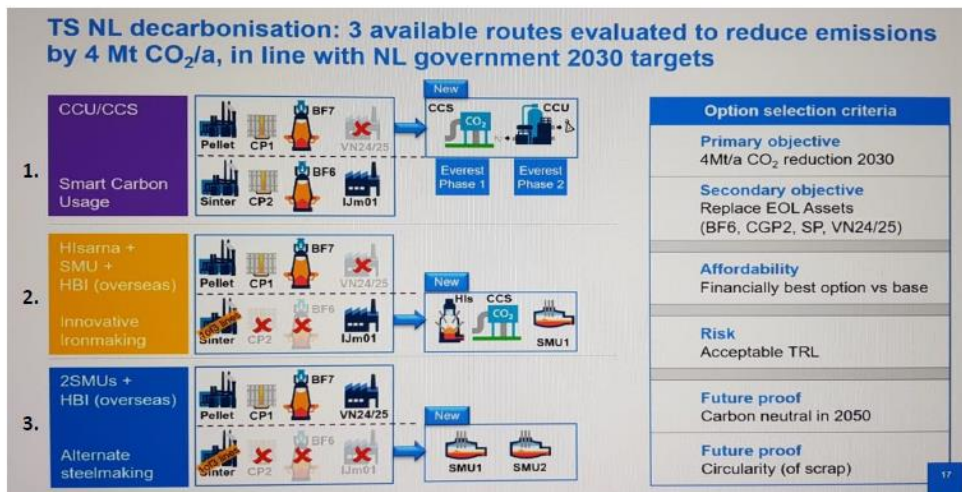 TS NL decarbonisation: 3 available routes evaluated to reduce emissions
by 4 Mt CO₂/a, in line with NL government 2030 targets
1.
CCU/CCS
Smart Carbon
Usage
Pellet
CP1
BF7
VN24/25
Sinter
CP2
BF6
IJm01
New
CCS
CO₂
CCU
Everest
Phase 1
Everest
Phase 2
2.
HIsarna +
SMU +
HBI (overseas)
Innovative
Ironmaking
Pellet
CP1
BF7
VN24/25
1of3 lines
Sinter
CP2
BF6
IJm01
New
HIs
CCS
CO₂
SMU1
3.
2SMUs +
HBI (overseas)
Alternate
steelmaking
Pellet
CP1
BF7
VN24/25
1of3 lines
Sinter
CP2
BF6
IJm01
New
SMU1
SMU2
Option selection criteria
Primary objective
4Mt/a CO₂ reduction 2030
Secondary objective
Replace EOL Assets
(BF6, CGP2, SP, VN24/25)
Affordability
Financially best option vs base
Risk
Acceptable TRL
Future proof
Carbon neutral in 2050
Future proof
Circularity (of scrap)
17